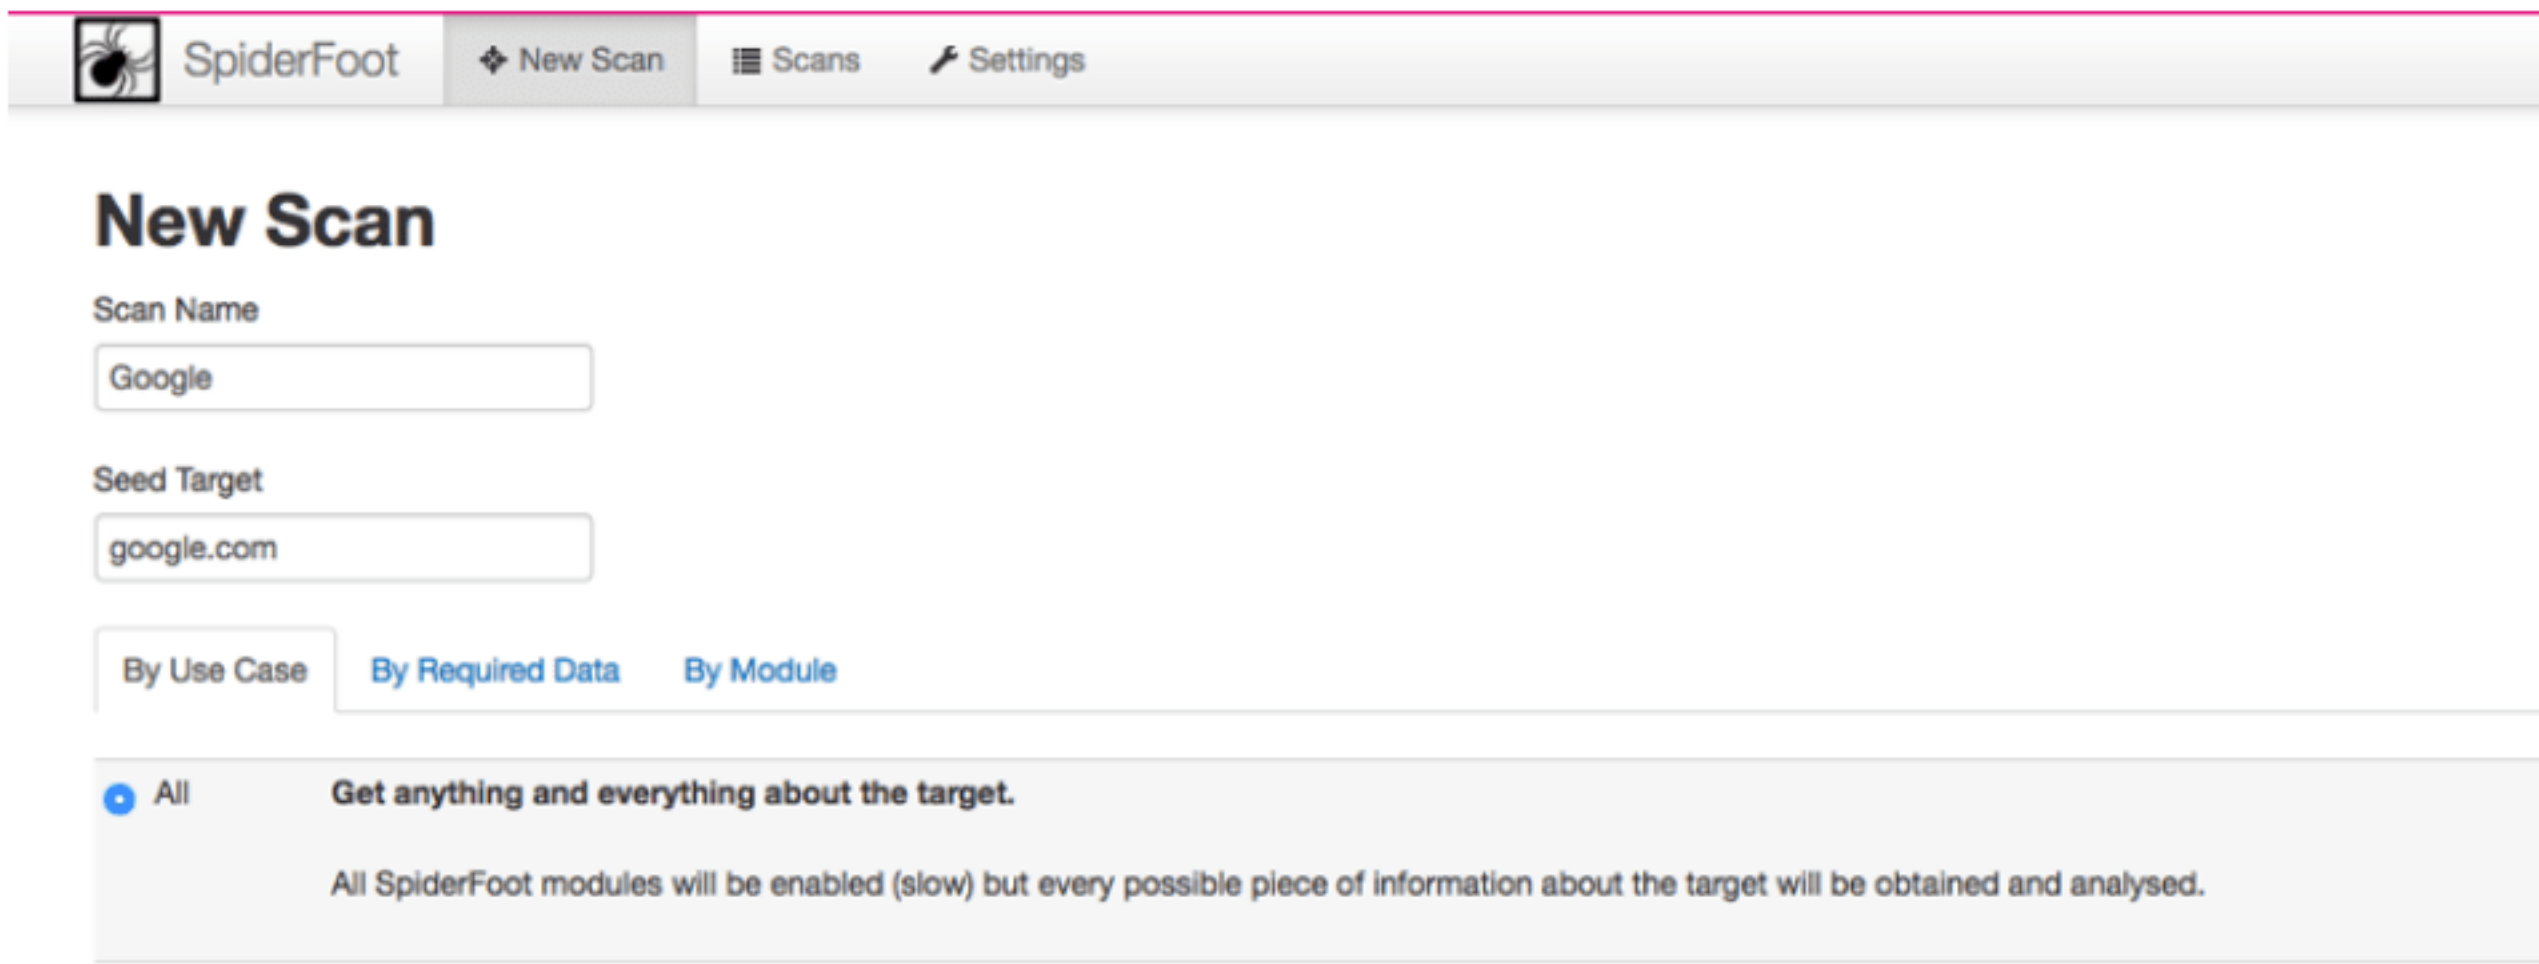 SpiderFoot New Scan Scans Settings
New Scan
Scan Name
Google
Seed Target
google.com
By Use Case By Required Data By Module
All Get anything and everything about the target.
All SpiderFoot modules will be enabled (slow) but every possible piece of information about the target will be obtained and analysed.